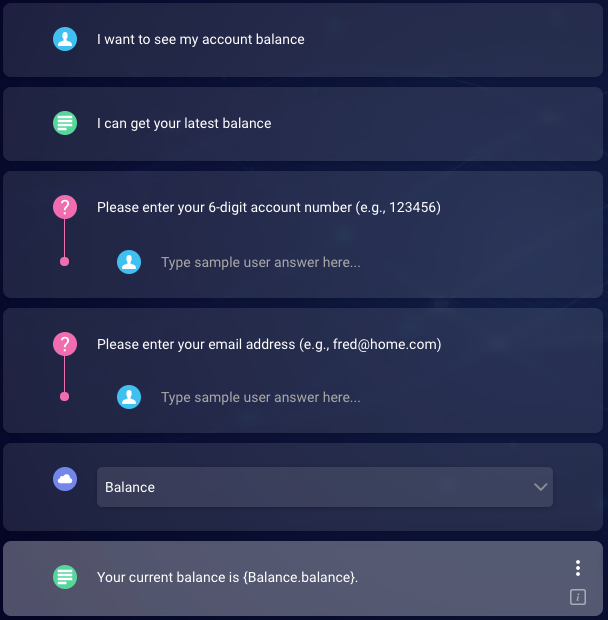 I want to see my account balance
I can get your latest balance
?
Please enter your 6-digit account number (e.g., 123456)
Type sample user answer here...
?
Please enter your email address (e.g., fred@home.com)
Type sample user answer here...
Balance
Your current balance is {Balance.balance}.
i